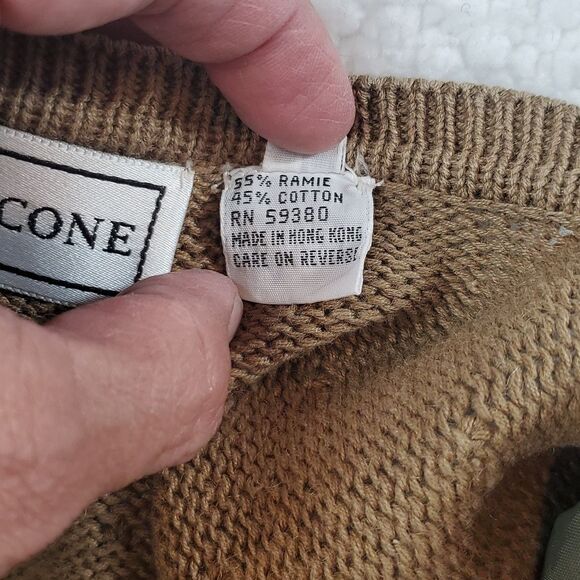 CONE
55% RAMIE
45% COTTON
RN 59380
MADE IN HONG KONG
CARE ON REVERSE